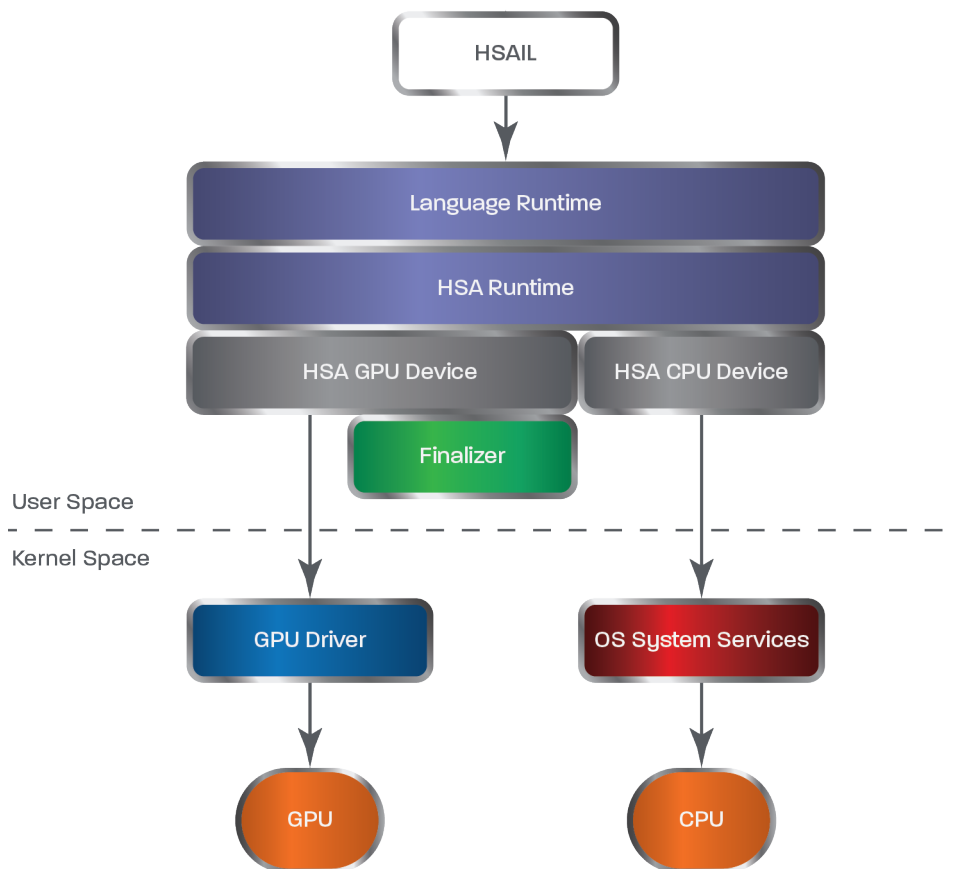 HSAIL
Language Runtime
HSA Runtime
HSA GPU Device
HSA CPU Device
Finalizer
User Space
Kernel Space
GPU Driver
OS System Services
GPU
CPU